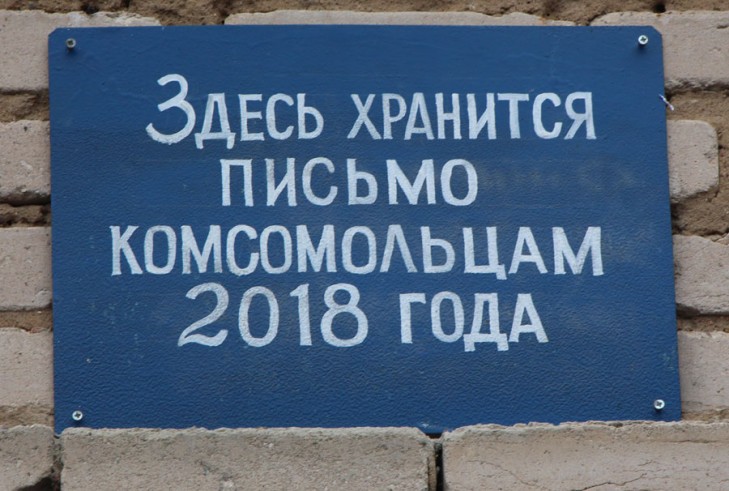 Здесь хранится
письмо
комсомольцам
2018 года